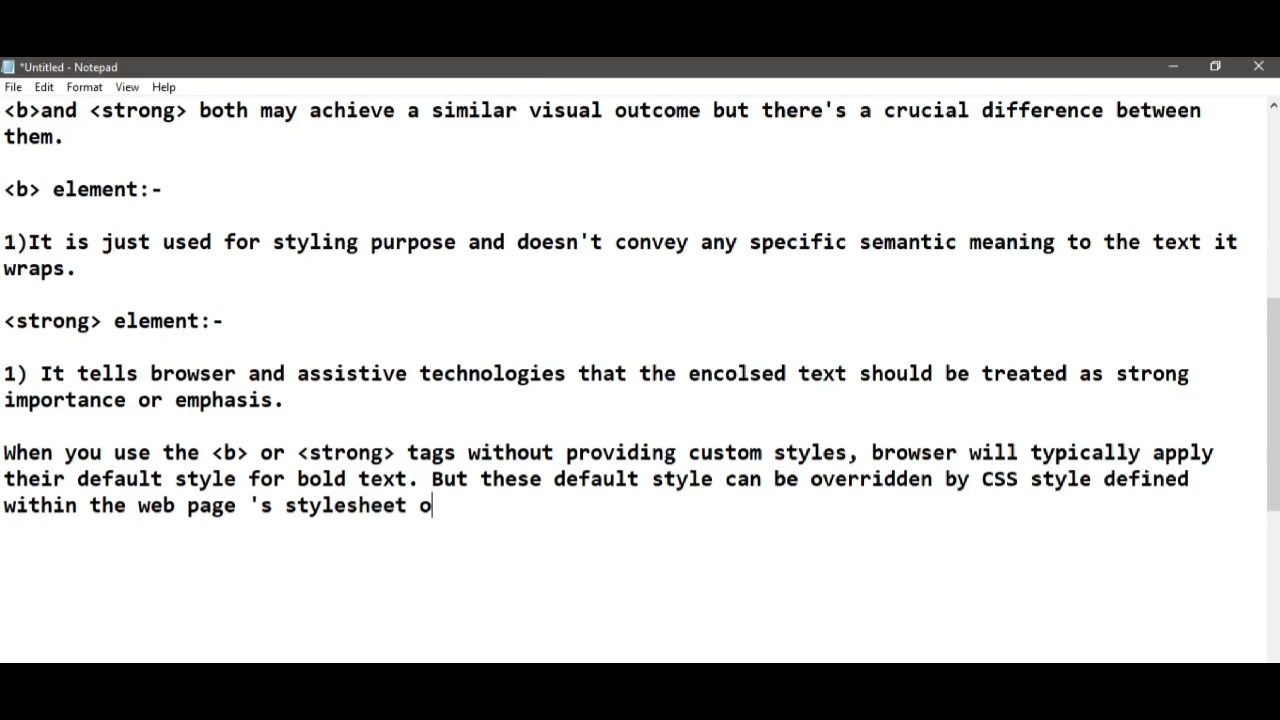 *Untitled - Notepad
File Edit Format View Help
<b>and <strong> both may achieve a similar visual outcome but there's a crucial difference between
them.
<b> element:-
1)It is just used for styling purpose and doesn't convey any specific semantic meaning to the text it
wraps.
<strong> element:-
1) It tells browser and assistive technologies that the encolsed text should be treated as strong
importance or emphasis.
When you use the <b> or <strong> tags without providing custom styles, browser will typically apply
their default style for bold text. But these default style can be overridden by CSS style defined
within the web page 's stylesheet o